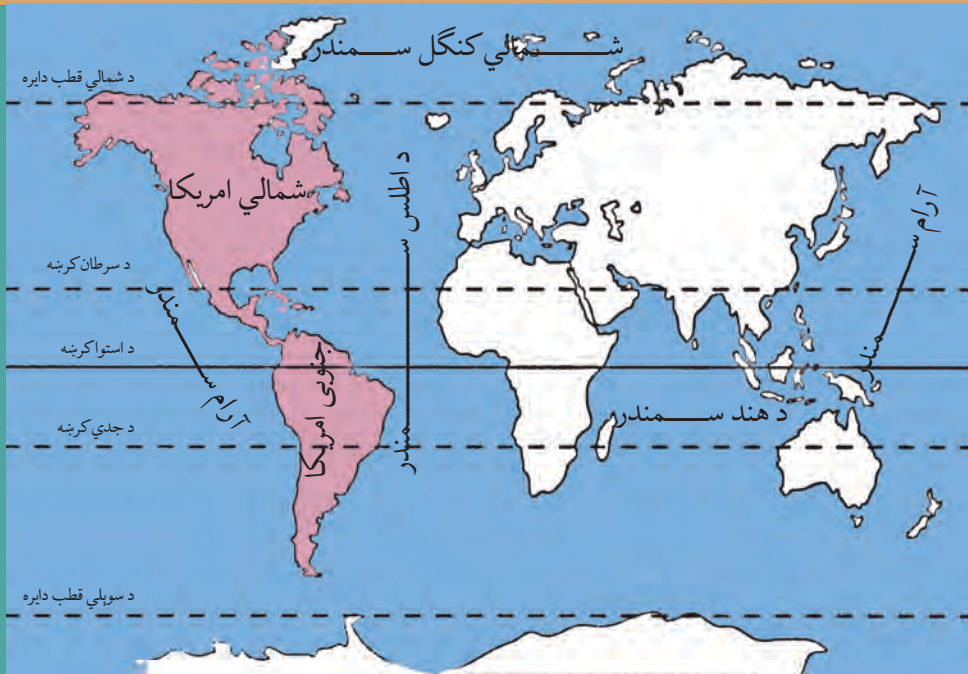 شمالي کنګل سمندر
د شمالي قطب دایره
شمالي امریکا
د اطلس سمندر
آرام سمندر
د سرطان کرښه
آرام سمندر
د استوا کرښه
جنوبی امریکا
د هند سمندر
د جدي کرښه
د سویلي قطب دایره